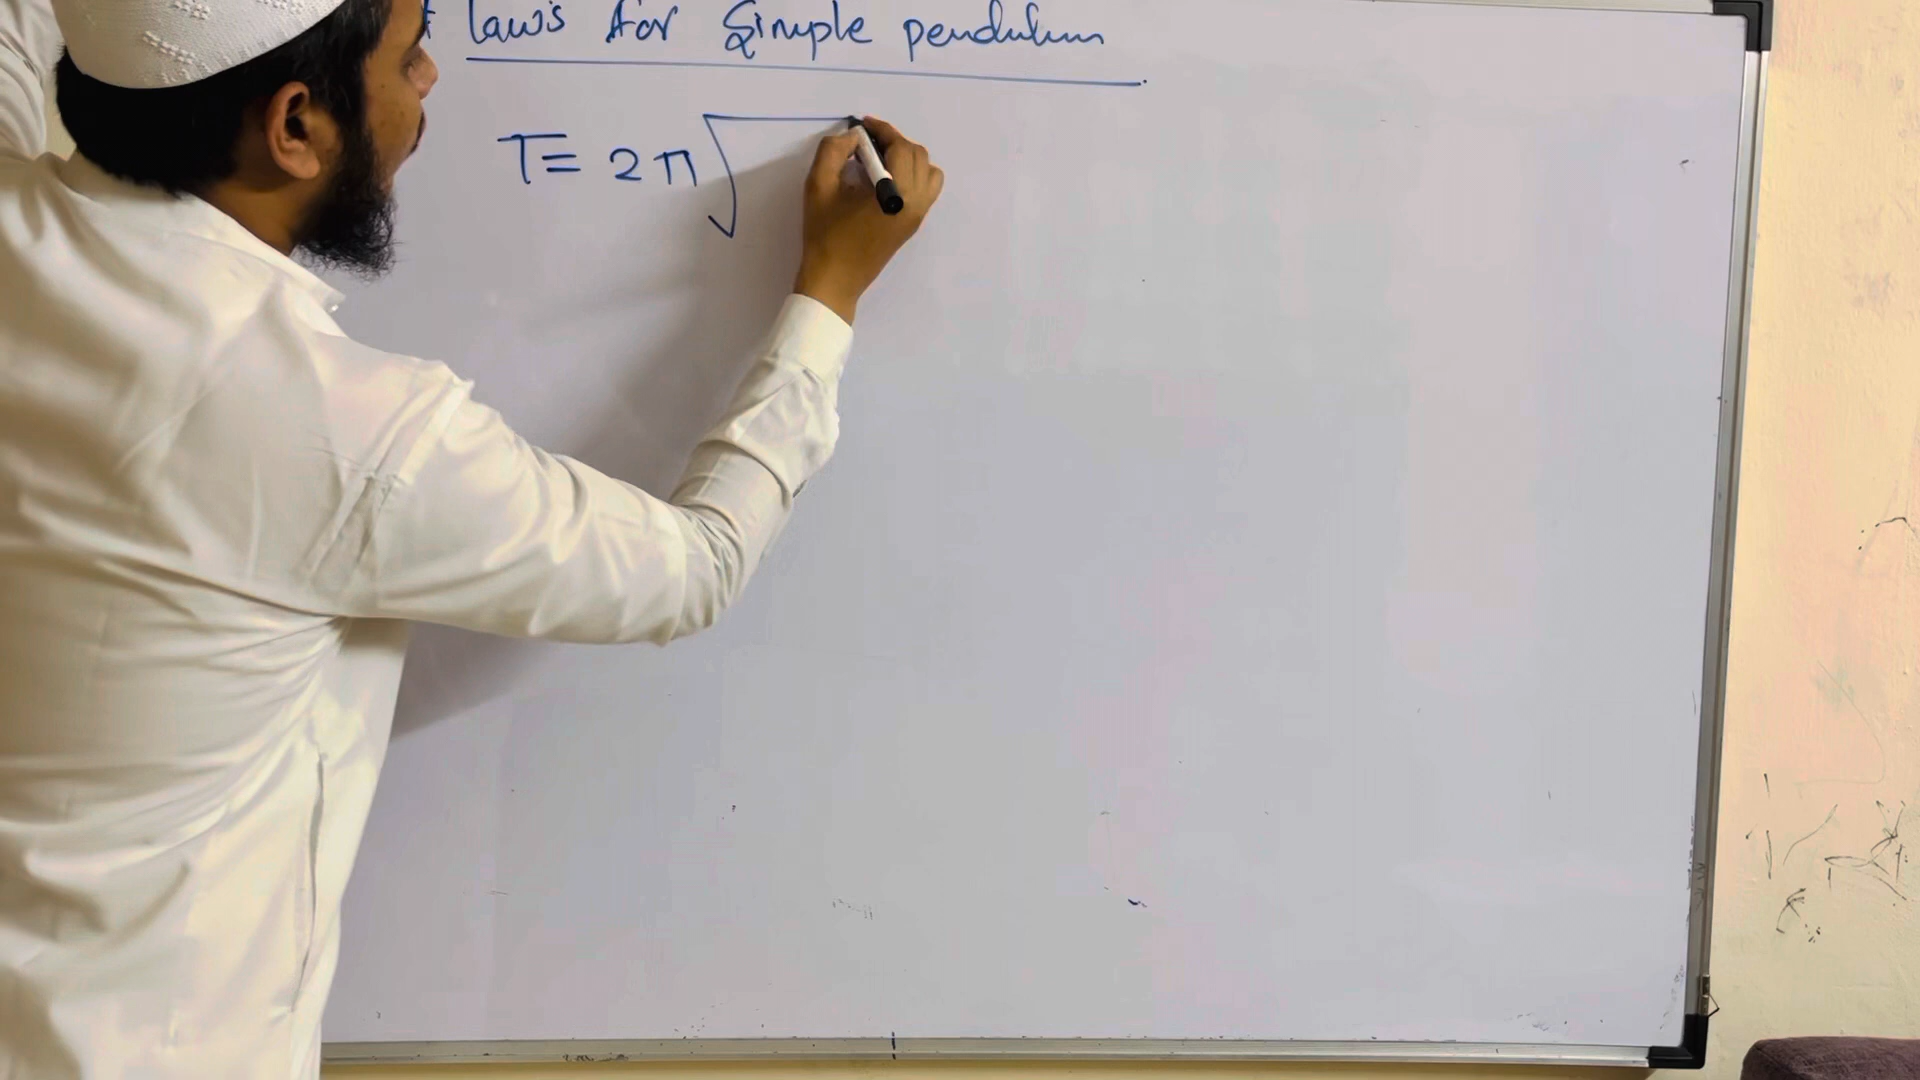 laws for Simple pendulum
T = 2π√